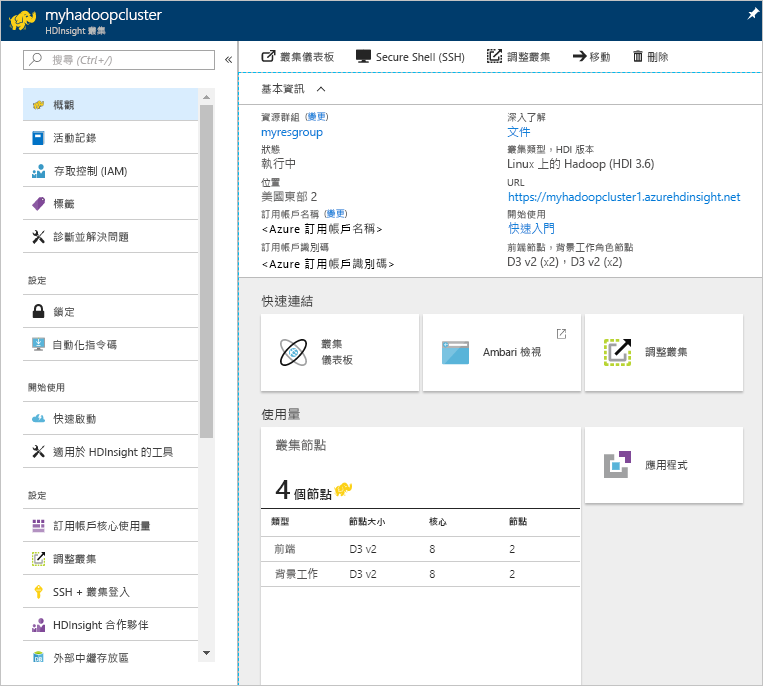 myhadoopcluster
HDInsight 叢集
搜尋 (Ctrl+/)
«
概觀
活動記錄
存取控制 (IAM)
標籤
診斷並解決問題
設定
鎖定
自動化指令碼
開始使用
快速啟動
適用於 HDInsight 的工具
設定
訂用帳戶核心使用量
調整叢集
SSH + 叢集登入
HDInsight 合作夥伴
外部中繼存放區
叢集儀表板
Secure Shell (SSH)
調整叢集
移動
刪除
基本資訊
資源群組 (變更)
myresgroup
狀態
執行中
位置
美國東部 2
訂用帳戶名稱 (變更)
<Azure 訂用帳戶名稱>
訂用帳戶識別碼
<Azure 訂用帳戶識別碼>
深入了解
文件
叢集類型，HDI 版本
Linux 上的 Hadoop (HDI 3.6)
URL
https://myhadoopcluster1.azurehdinsight.net
開始使用
快速入門
前端節點，背景工作角色節點
D3 v2 (x2)，D3 v2 (x2)
快速連結
叢集
儀表板
Ambari 檢視
調整叢集
使用量
叢集節點
4 個節點
類型 節點大小 核心 節點
前端 D3 v2 8 2
背景工作 D3 v2 8 2
應用程式